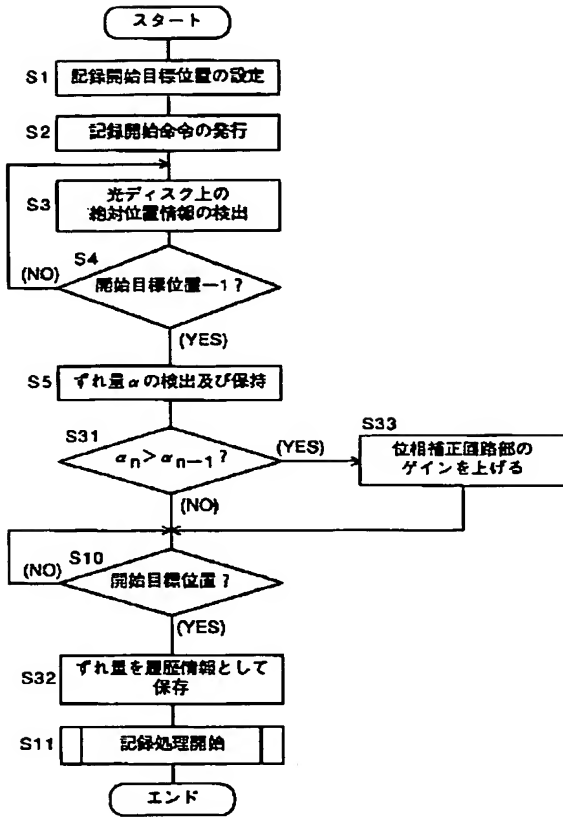 スタート
S1 記録開始目標位置の設定
S2 記録開始命令の発行
S3 光ディスク上の
絶対位置情報の検出
S4
(NO) 開始目標位置ー1?
(YES)
S5 ずれ量αの検出及び保持
S31
αn>αn-1?
(YES)
S33
位相補正回路部の
ゲインを上げる
(NO)
S10
(NO) 開始目標位置?
(YES)
S32 ずれ量を履歴情報として
保存
S11 記録処理開始
エンド